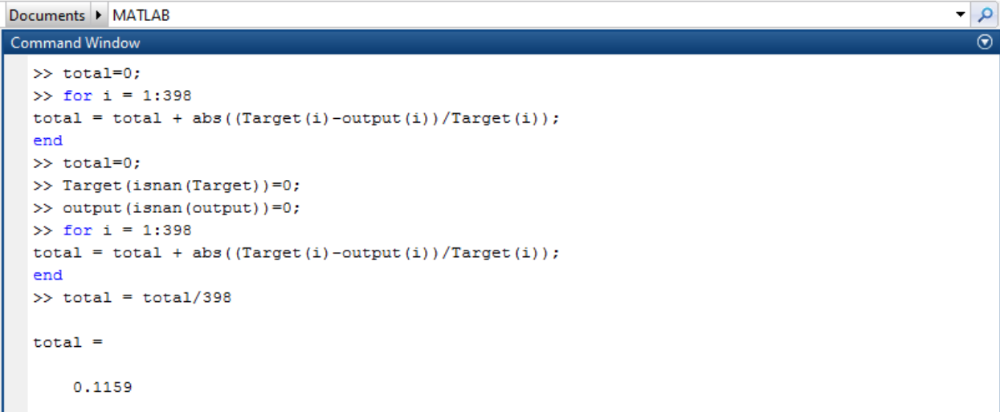 Documents ▶ MATLAB
Command Window
>> total=0;
>> for i = 1:398
total = total + abs((Target(i)-output(i))/Target(i));
end
>> total=0;
>> Target(isnan(Target))=0;
>> output(isnan(output))=0;
>> for i = 1:398
total = total + abs((Target(i)-output(i))/Target(i));
end
>> total = total/398
total =
0.1159